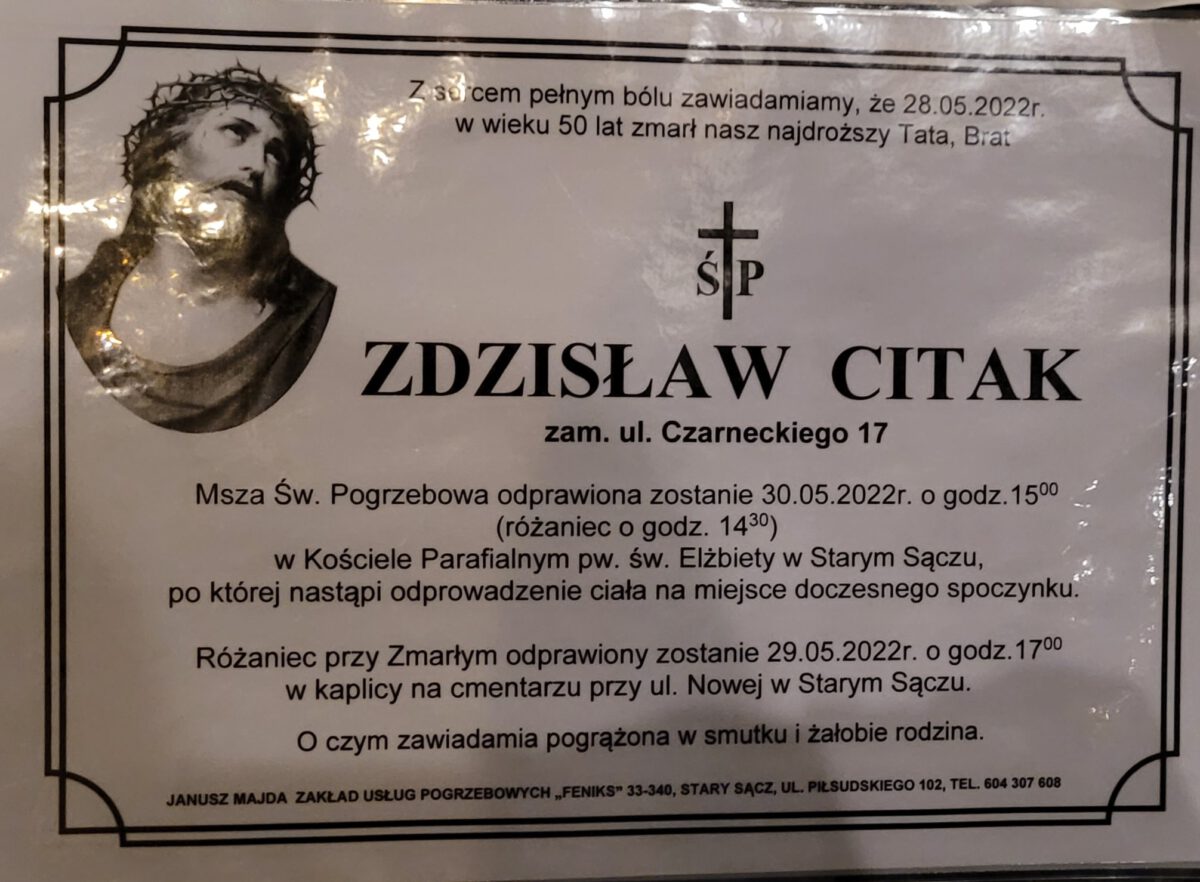 Z sercem pełnym bólu zawiadamiamy, że 28.05.2022r.
w wieku 50 lat zmarł nasz najdroższy Tata, Brat
Ś P
ZDZISŁAW CITAK
zam. ul. Czarneckiego 17
Msza Św. Pogrzebowa odprawiona zostanie 30.05.2022r. o godz.15⁰⁰
(różaniec o godz. 14³⁰)
w Kościele Parafialnym pw. św. Elżbiety w Starym Sączu,
po której nastąpi odprowadzenie ciała na miejsce doczesnego spoczynku.
Różaniec przy Zmarłym odprawiony zostanie 29.05.2022r. o godz.17⁰⁰
w kaplicy na cmentarzu przy ul. Nowej w Starym Sączu.
O czym zawiadamia pogrążona w smutku i żałobie rodzina.
JANUSZ MAJDA ZAKŁAD USŁUG POGRZEBOWYCH „FENIKS” 33-340, STARY SĄCZ, UL. PIŁSUDSKIEGO 102, TEL. 604 307 608